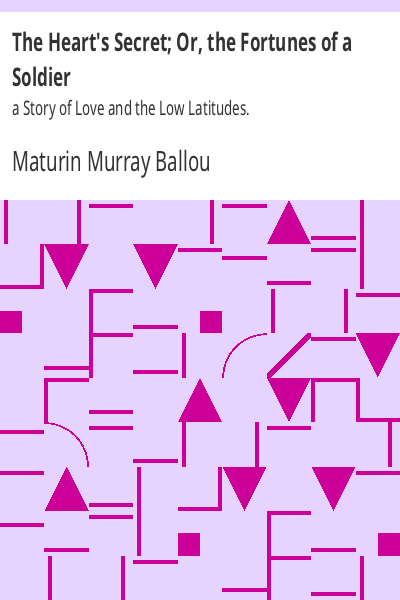 The Heart's Secret; Or, the Fortunes of a
Soldier
a Story of Love and the Low Latitudes.
Maturin Murray Ballou